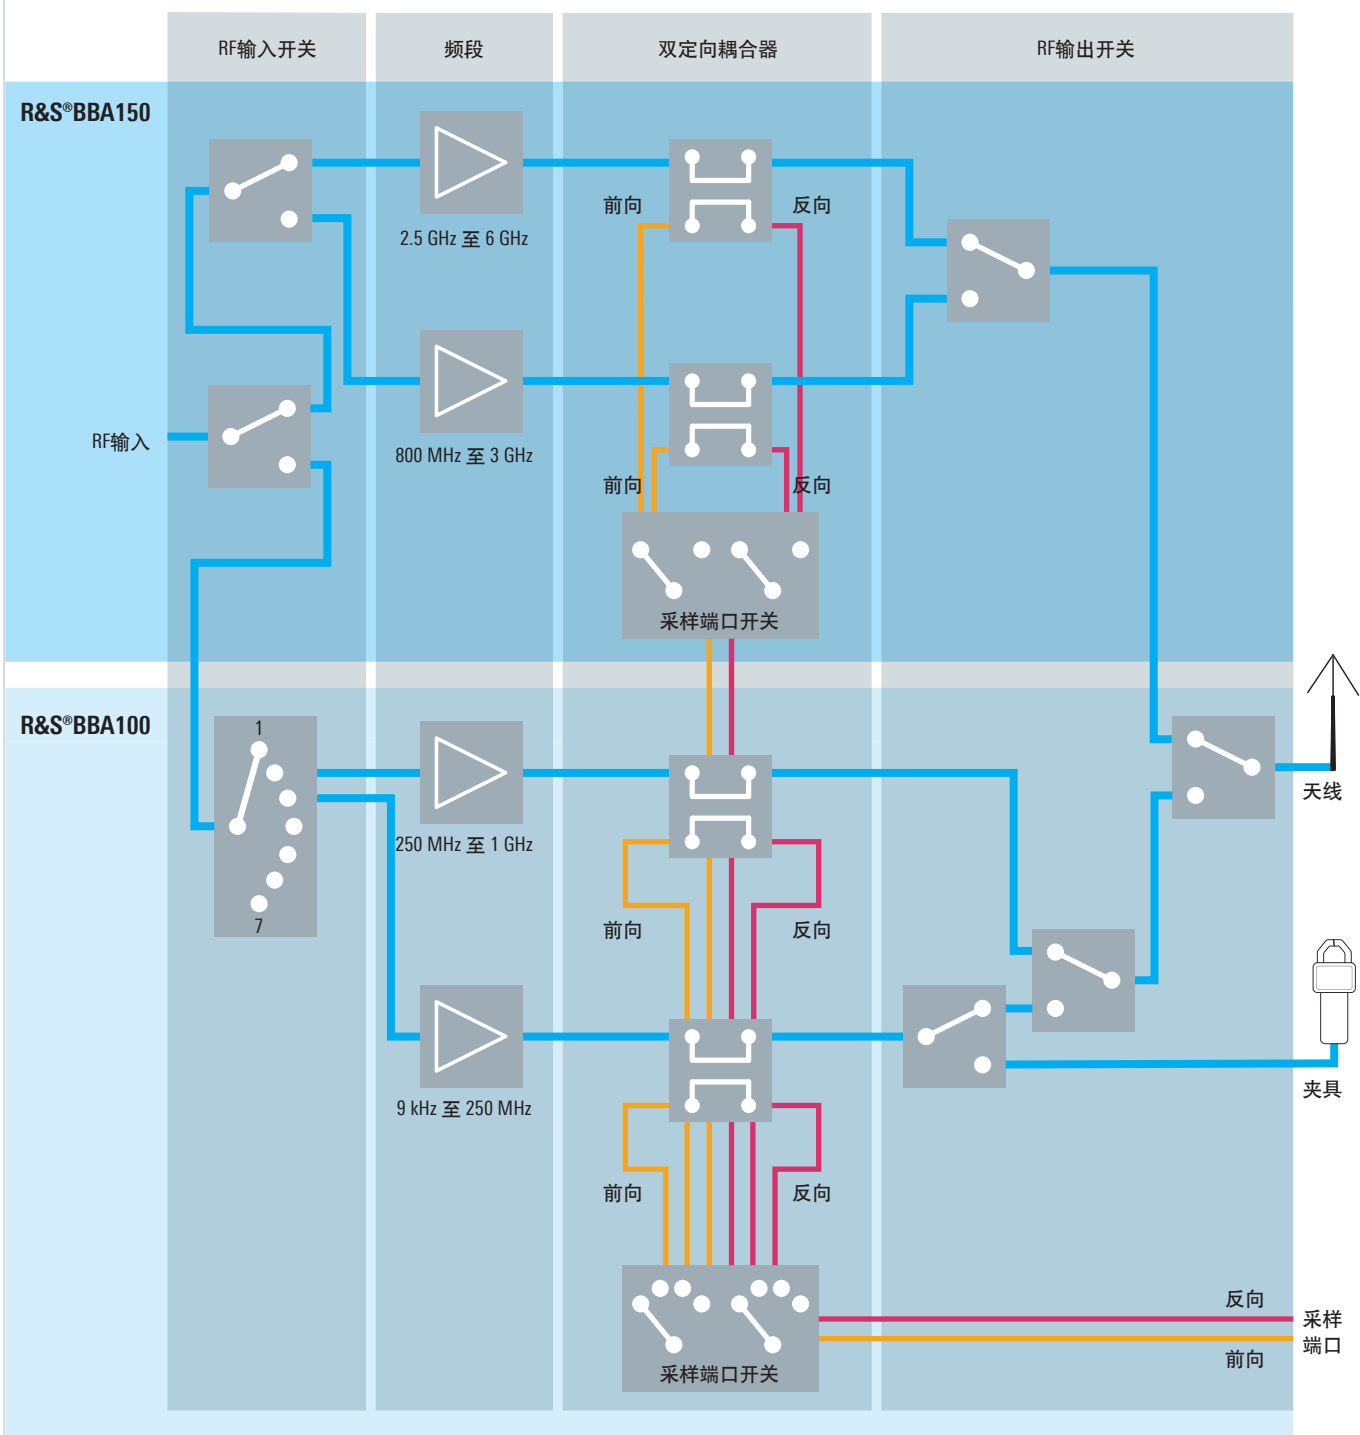 RF输入开关
频段
双定向耦合器
RF输出开关
R&S®BBA150
前向
反向
2.5 GHz 至 6 GHz
RF输入
800 MHz 至 3 GHz
前向
反向
采样端口开关
R&S®BBA100
1
7
250 MHz 至 1 GHz
天线
前向
反向
9 kHz 至 250 MHz
夹具
前向
反向
采样端口开关
反向
前向
采样
端口